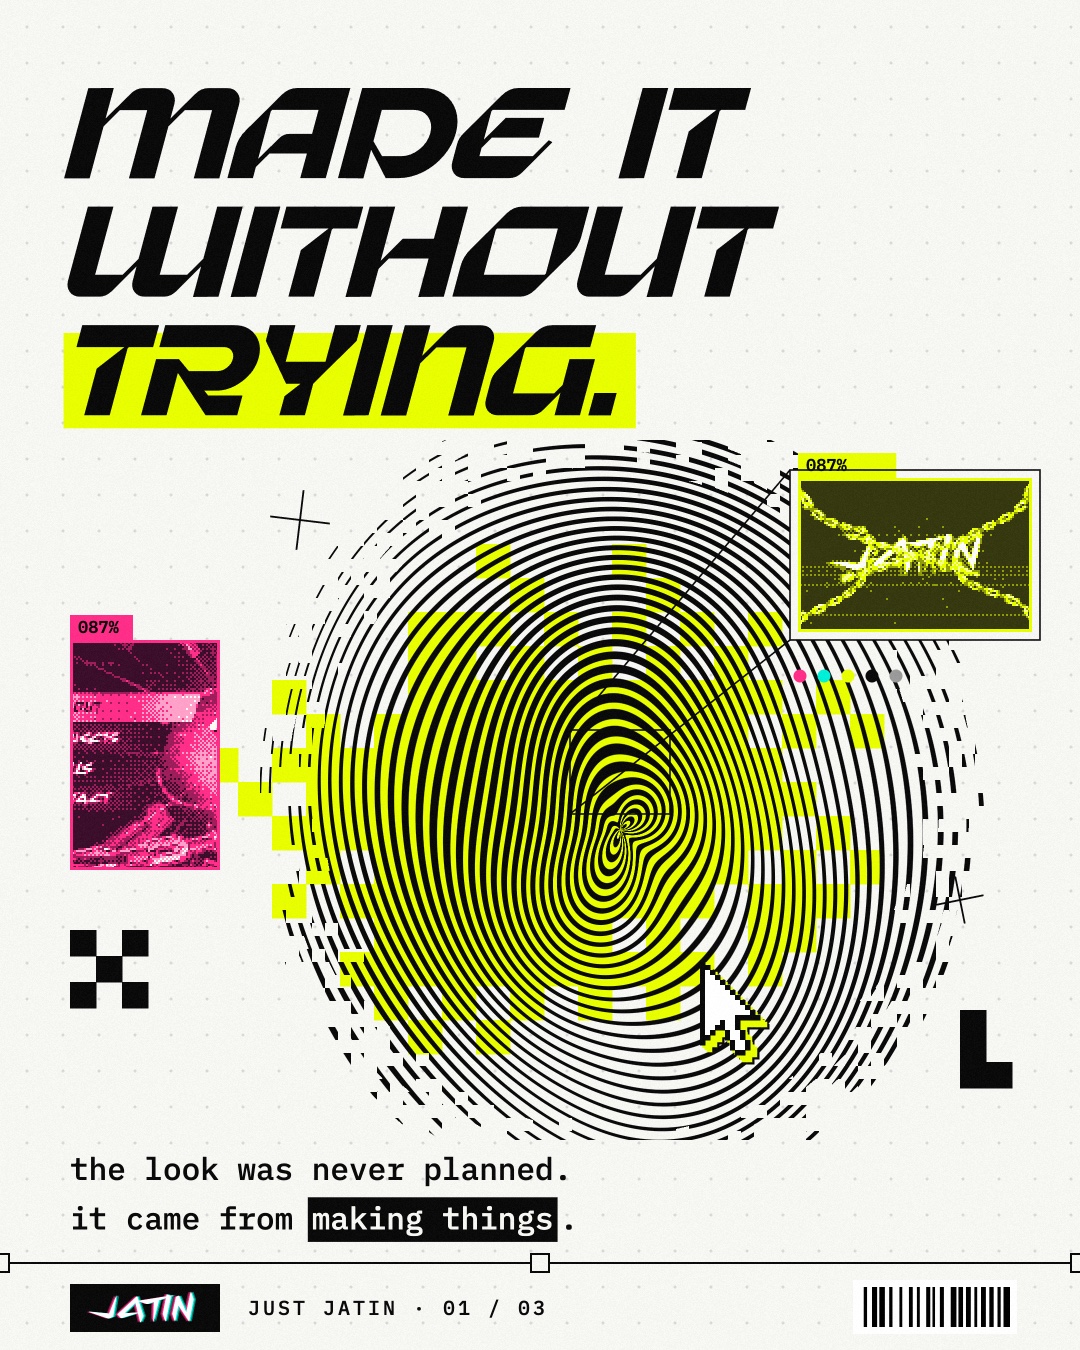 MADE IT
WITHOUT
TRYING.
087%
JATIN
087%
OUT
the look was never planned.
it came from making things.
JATIN
JUST JATIN · 01 / 03